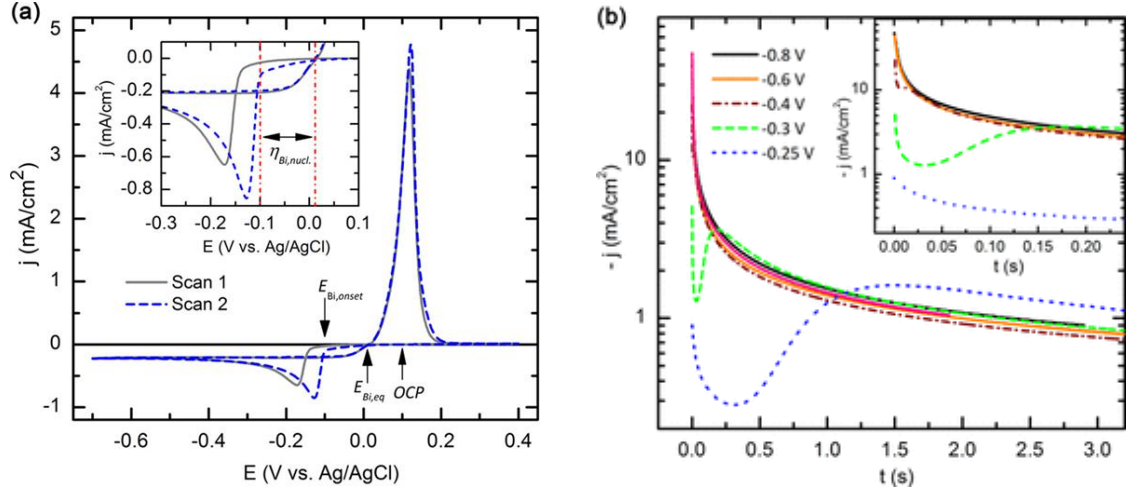 (a)
5
4
3
2
1
0
-1
j (mA/cm²)
0.0
-0.2
-0.4
-0.6
-0.8
j (mA/cm²)
ηBi,nucl.
-0.3 -0.2 -0.1 0.0 0.1
E (V vs. Ag/AgCl)
Scan 1
Scan 2
EBi,onset
EBi,eq
OCP
-0.6 -0.4 -0.2 0.0 0.2 0.4
E (V vs. Ag/AgCl)
(b)
10
1
- j (mA/cm²)
-0.8 V
-0.6 V
-0.4 V
-0.3 V
-0.25 V
10
1
- j (mA/cm²)
0.00 0.05 0.10 0.15 0.20
t (s)
0.0 0.5 1.0 1.5 2.0 2.5 3.0
t (s)